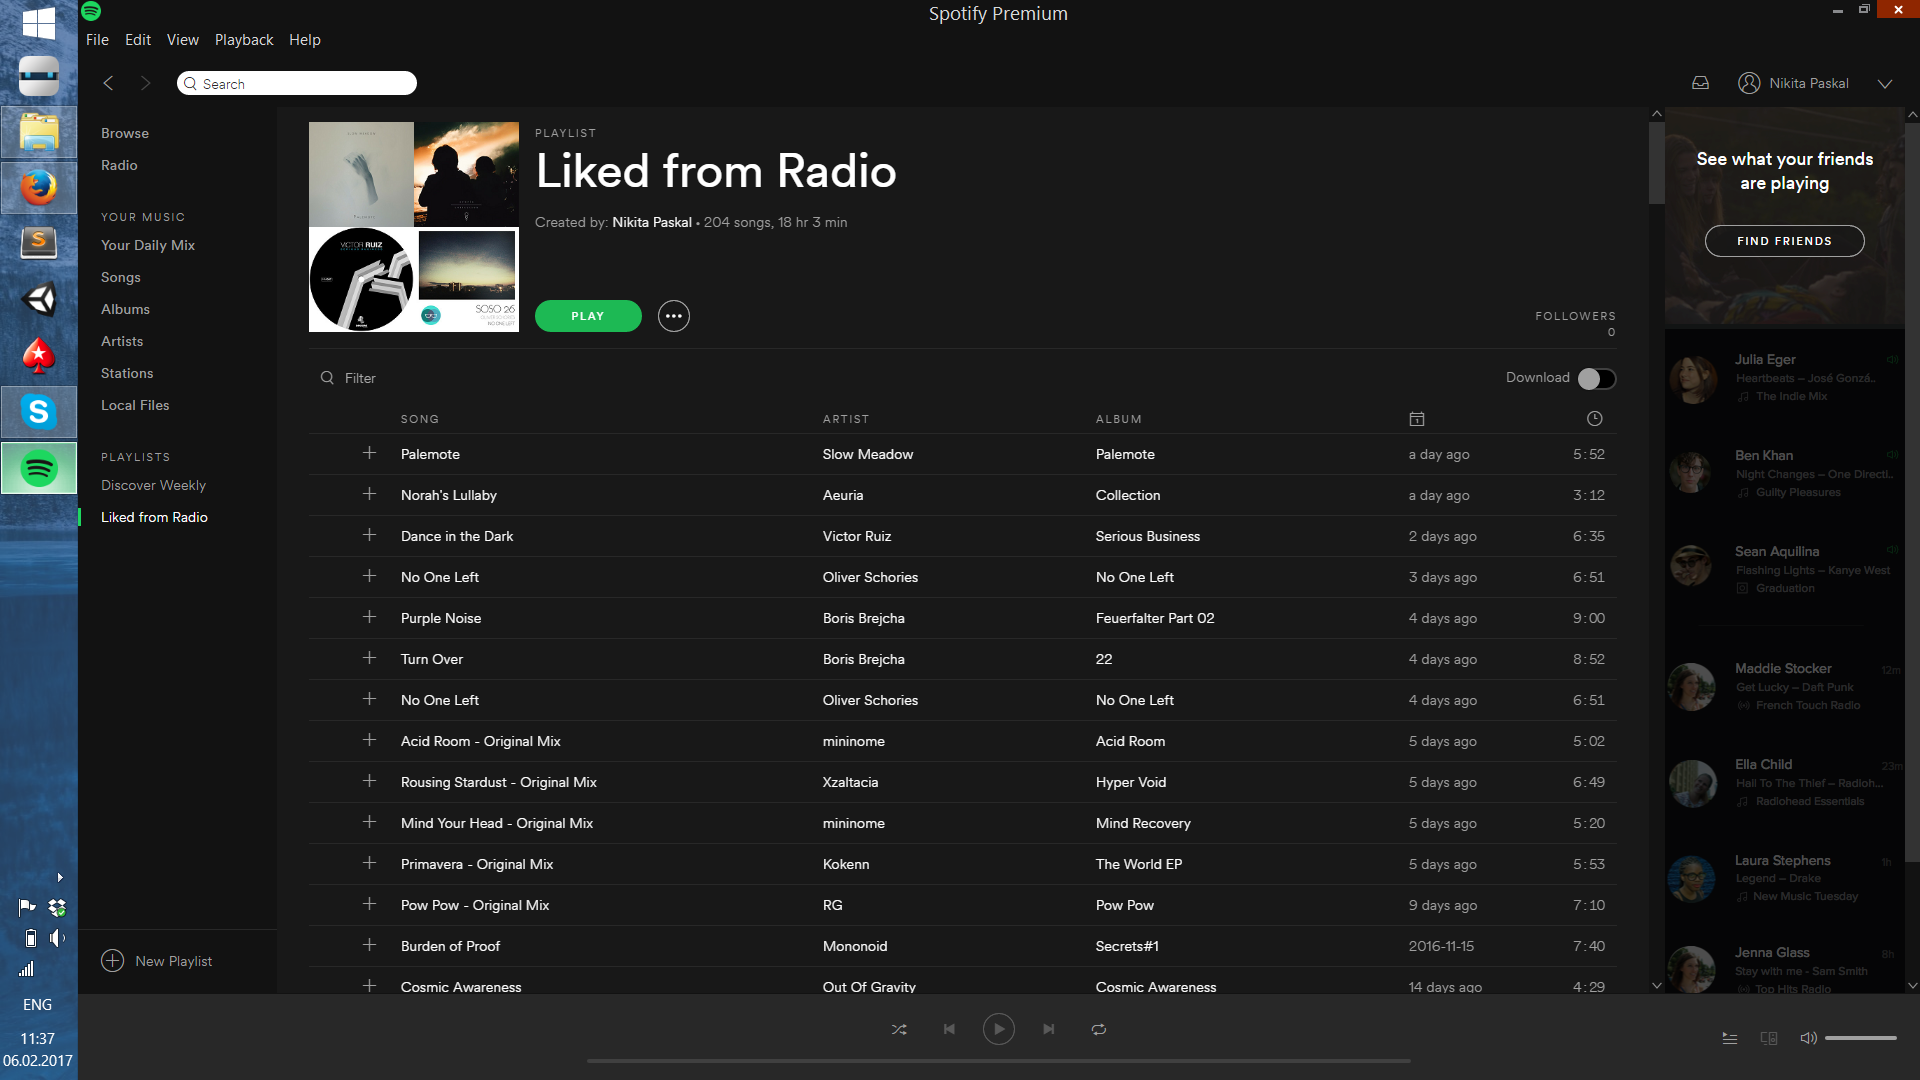 Spotify Premium
File Edit View Playback Help
Search
Nikita Paskal
Browse
Radio
YOUR MUSIC
Your Daily Mix
Songs
Albums
Artists
Stations
Local Files
PLAYLISTS
Discover Weekly
Liked from Radio
New Playlist
ENG
11:37
06.02.2017
VICTOR RUIZ
SOSO 26
NO ONE LEFT
PLAYLIST
Liked from Radio
Created by: Nikita Paskal • 204 songs, 18 hr 3 min
PLAY
FOLLOWERS
0
Filter
Download
SONG ARTIST ALBUM
Palemote Slow Meadow Palemote a day ago 5:52
Norah's Lullaby Aeuria Collection a day ago 3:12
Dance in the Dark Victor Ruiz Serious Business 2 days ago 6:35
No One Left Oliver Schories No One Left 3 days ago 6:51
Purple Noise Boris Brejcha Feuerfalter Part 02 4 days ago 9:00
Turn Over Boris Brejcha 22 4 days ago 8:52
No One Left Oliver Schories No One Left 4 days ago 6:51
Acid Room - Original Mix mininome Acid Room 5 days ago 5:02
Rousing Stardust - Original Mix Xzaltacia Hyper Void 5 days ago 6:49
Mind Your Head - Original Mix mininome Mind Recovery 5 days ago 5:20
Primavera - Original Mix Kokenn The World EP 5 days ago 5:53
Pow Pow - Original Mix RG Pow Pow 9 days ago 7:10
Burden of Proof Mononoid Secrets#1 2016-11-15 7:40
Cosmic Awareness Out Of Gravity Cosmic Awareness 14 days ago 4:29
See what your friends
are playing
FIND FRIENDS
Julia Eger
Heartbeats – José Gonzá..
The Indie Mix
Ben Khan
Night Changes – One Directi..
Guilty Pleasures
Sean Aquilina
Flashing Lights – Kanye West
Graduation
Maddie Stocker 12m
Get Lucky – Daft Punk
French Touch Radio
Ella Child 23m
Hail To The Thief – Radioh...
Radiohead Essentials
Laura Stephens 1h
Legend – Drake
New Music Tuesday
Jenna Glass 8h
Stay with me - Sam Smith
Top Hits Radio